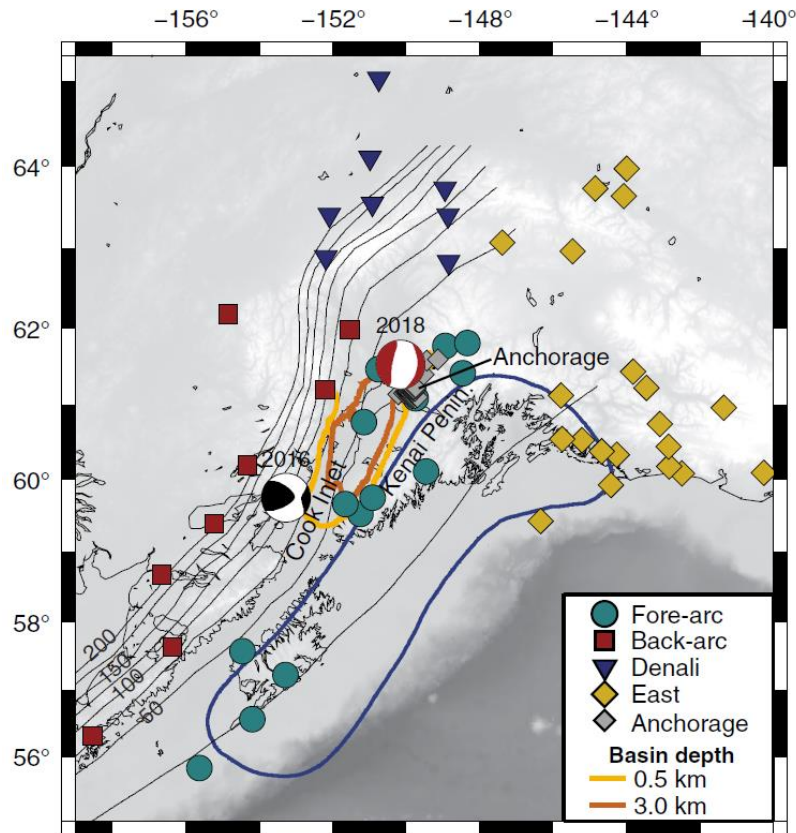 −156° −152° −148° −144° −140°
64°
62°
60°
58°
56°
2018
Anchorage
Kenai Penin.
2016
Cook Inlet
200
150
100
60
Fore-arc
Back-arc
Denali
East
Anchorage
Basin depth
0.5 km
3.0 km